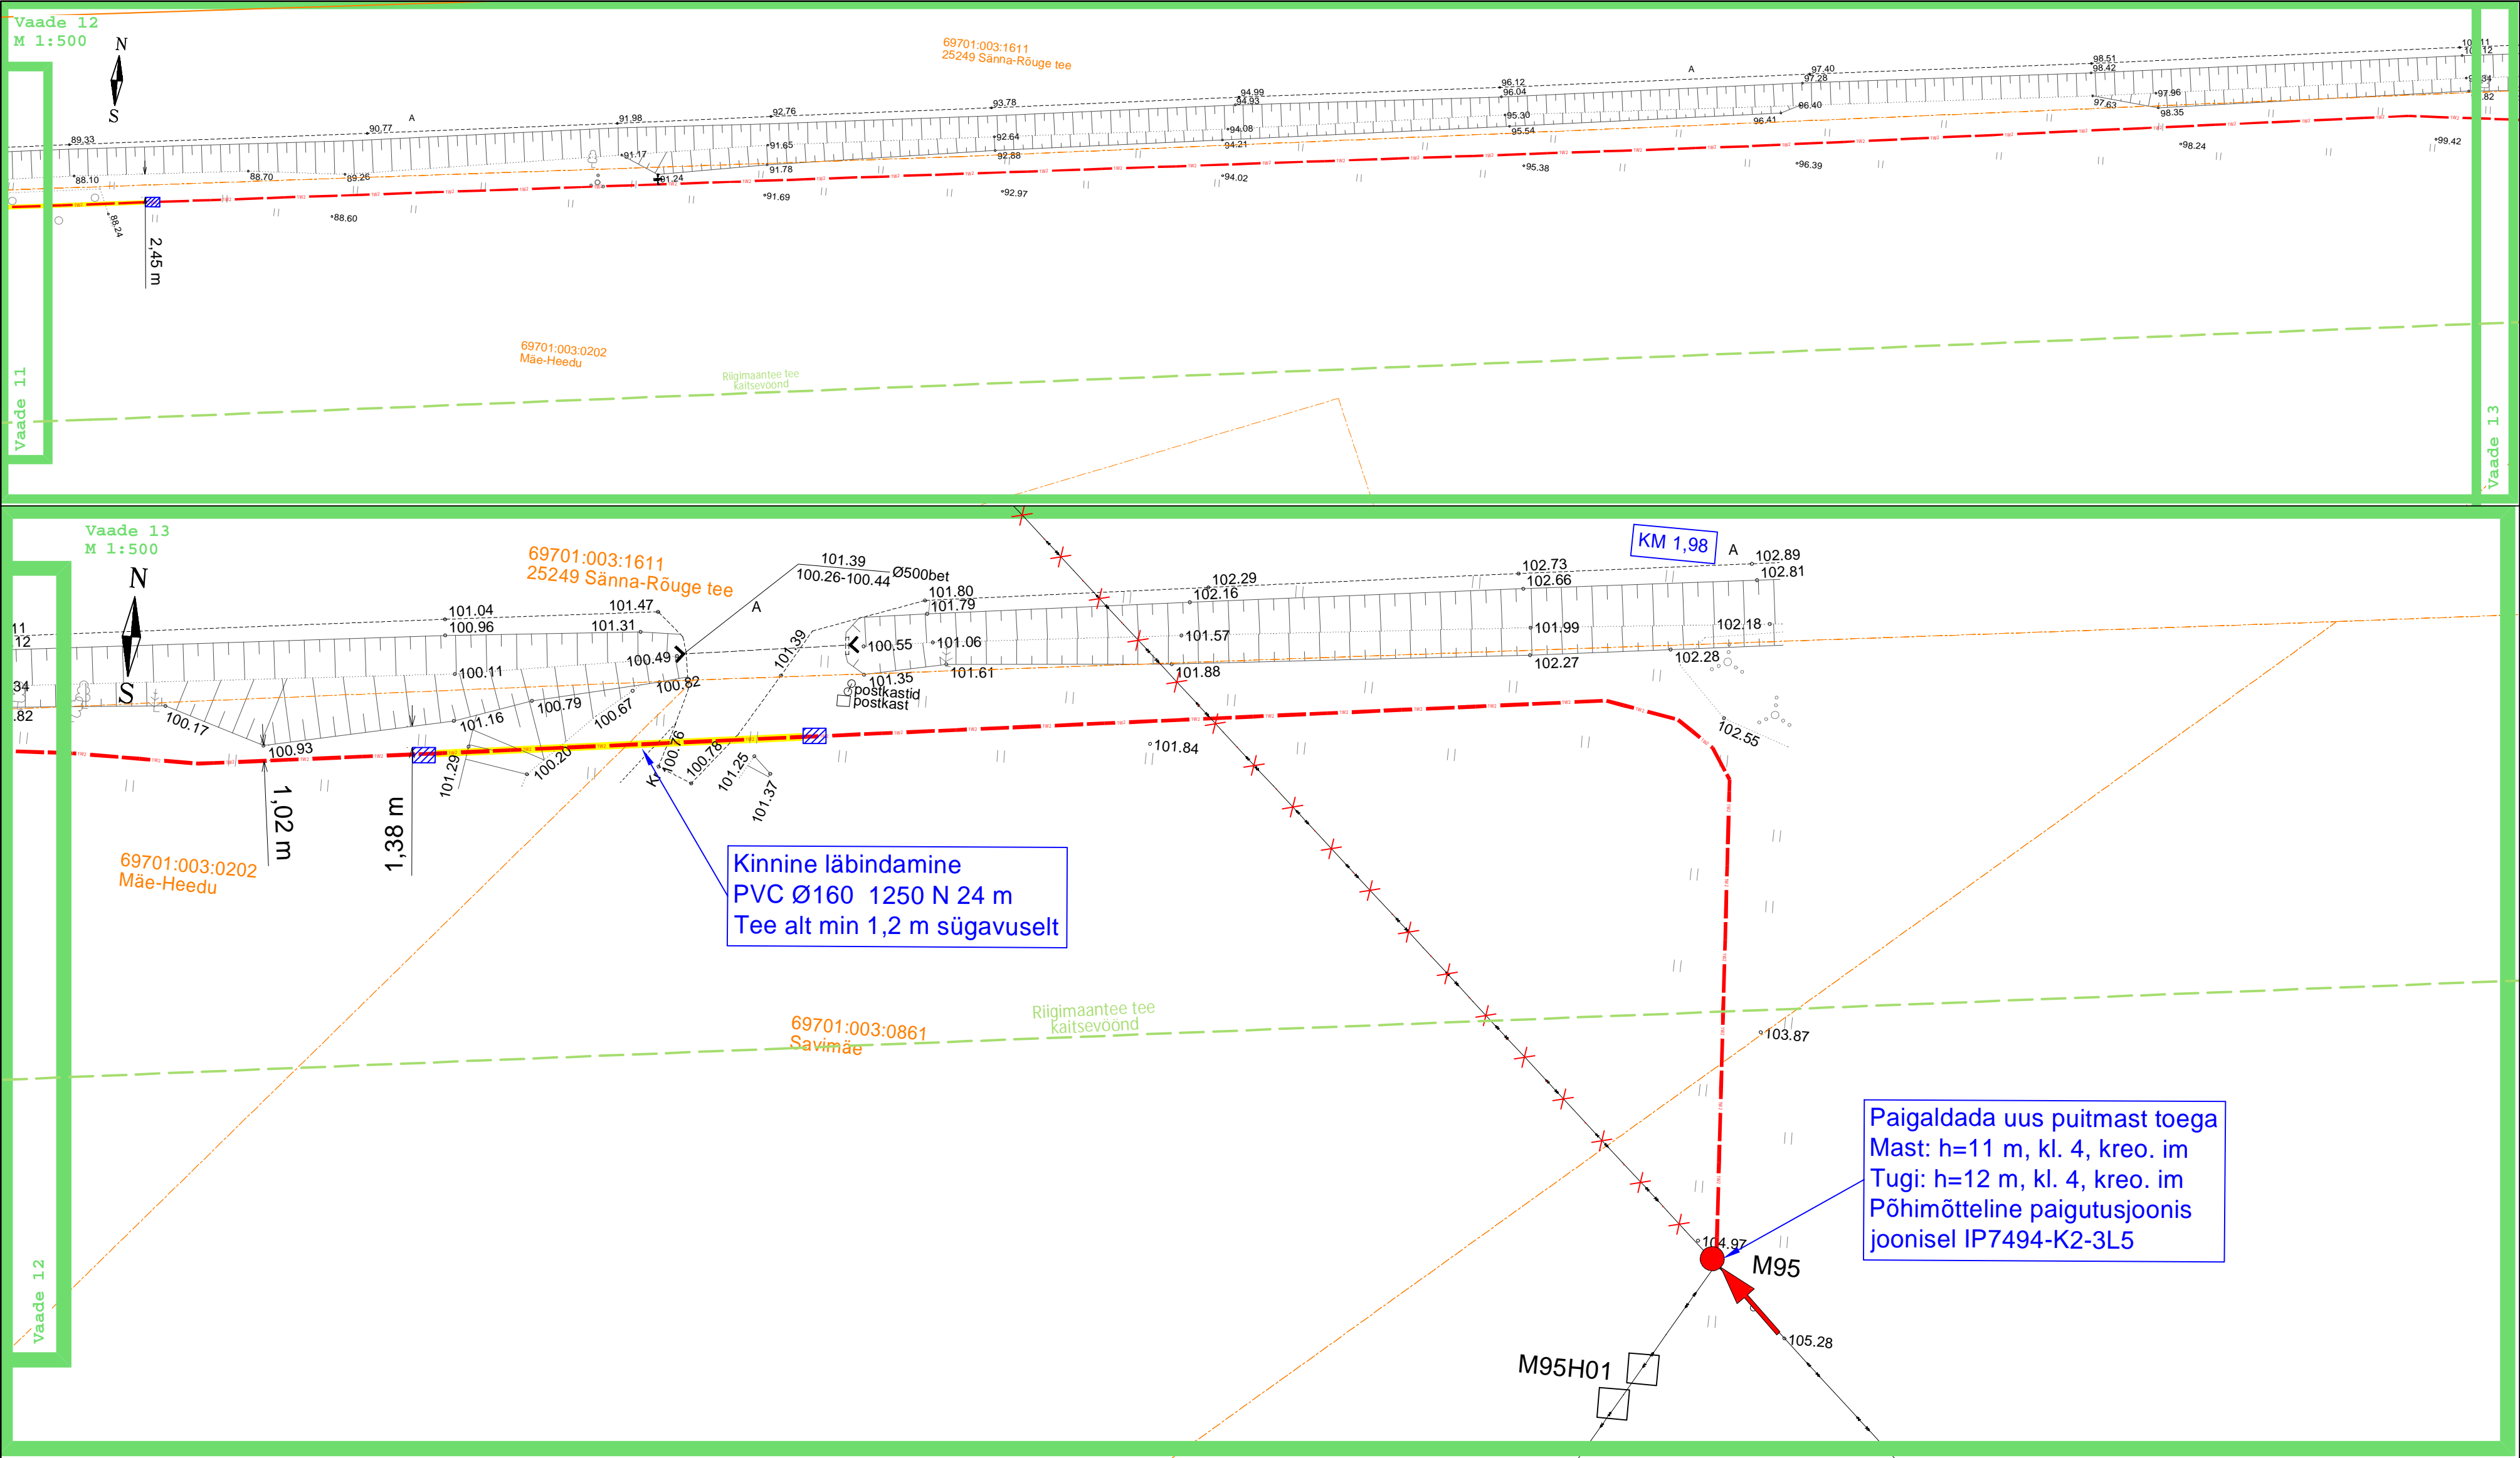 Vaade 12
M 1:500
N
S
69701:003:1611
25249 Sänna-Rõuge tee
A
A
89.33
90.77
91.98
92.76
93.78
94.99
94.93
96.12
96.04
97.40
97.28
98.51
98.42
88.10
88.70
89.26
91.17
91.65
92.64
94.08
95.30
96.40
97.63
97.96
88.24
91.24
91.78
92.88
94.21
95.54
96.41
98.35
88.60
91.69
92.97
94.02
95.38
96.39
98.24
99.42
2,45 m
69701:003:0202
Mäe-Heedu
Riigimaantee tee
kaitsevöönd
Vaade 11
Vaade 13
Vaade 13
M 1:500
N
S
69701:003:1611
25249 Sänna-Rõuge tee
A
101.39
100.26-100.44
Ø500bet
KM 1,98
A
11
12
34
.82
101.04
100.96
101.47
101.31
101.80
101.79
102.29
102.16
102.73
102.66
102.89
102.81
100.11
100.49
101.39
100.55
101.06
101.57
101.99
102.18
100.17
100.93
101.16
100.79
100.67
100.82
101.35
101.61
101.88
102.27
102.28
102.55
postkastid
postkast
101.29
100.20
100.76
100.78
101.25
101.37
101.84
1,02 m
1,38 m
69701:003:0202
Mäe-Heedu
Kinnine läbindamine
PVC Ø160 1250 N 24 m
Tee alt min 1,2 m sügavuselt
69701:003:0861
Savimäe
Riigimaantee tee
kaitsevöönd
103.87
Paigaldada uus puitmast toega
Mast: h=11 m, kl. 4, kreo. im
Tugi: h=12 m, kl. 4, kreo. im
Põhimõtteline paigutusjoonis
joonisel IP7494-K2-3L5
104.97
M95
105.28
M95H01
Vaade 12